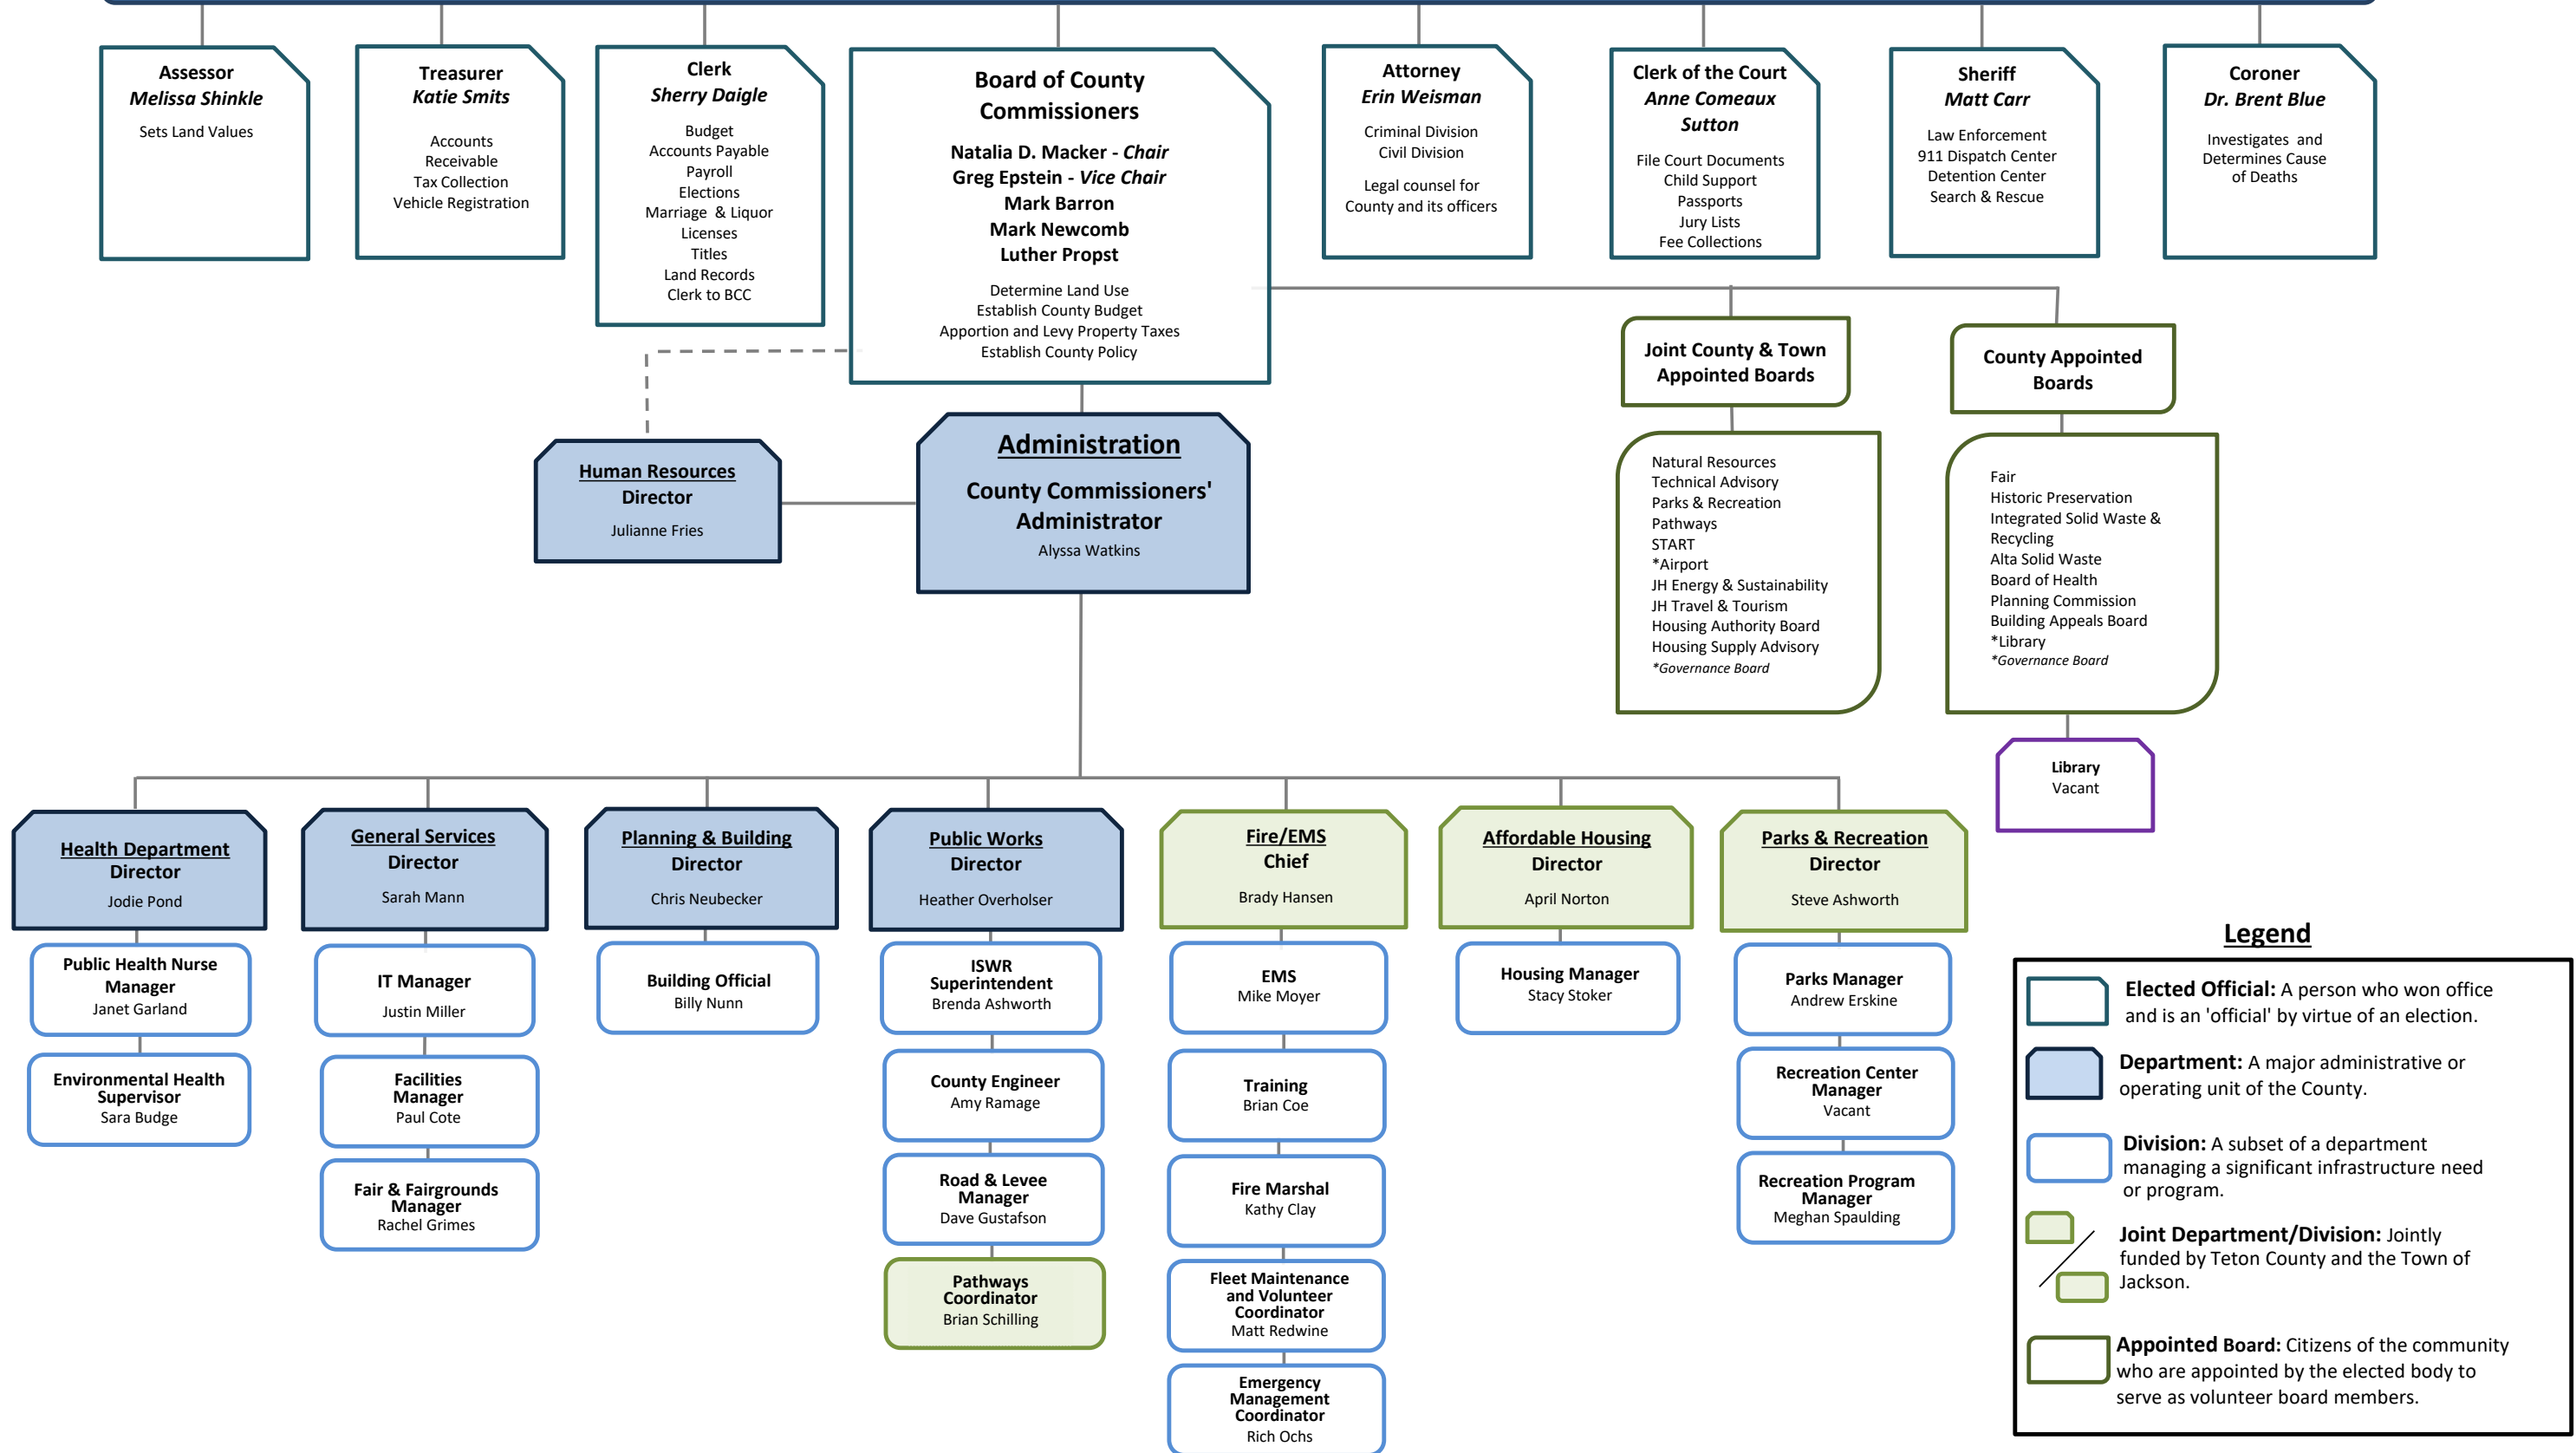 Assessor
Melissa Shinkle
Sets Land Values
Treasurer
Katie Smits
Accounts
Receivable
Tax Collection
Vehicle Registration
Clerk
Sherry Daigle
Budget
Accounts Payable
Payroll
Elections
Marriage & Liquor
Licenses
Titles
Land Records
Clerk to BCC
Board of County
Commissioners
Natalia D. Macker - Chair
Greg Epstein - Vice Chair
Mark Barron
Mark Newcomb
Luther Propst
Determine Land Use
Establish County Budget
Apportion and Levy Property Taxes
Establish County Policy
Attorney
Erin Weisman
Criminal Division
Civil Division
Legal counsel for
County and its officers
Clerk of the Court
Anne Comeaux
Sutton
File Court Documents
Child Support
Passports
Jury Lists
Fee Collections
Sheriff
Matt Carr
Law Enforcement
911 Dispatch Center
Detention Center
Search & Rescue
Coroner
Dr. Brent Blue
Investigates and
Determines Cause
of Deaths
Joint County & Town
Appointed Boards
County Appointed
Boards
Human Resources
Director
Julianne Fries
Administration
County Commissioners'
Administrator
Alyssa Watkins
Natural Resources
Technical Advisory
Parks & Recreation
Pathways
START
*Airport
JH Energy & Sustainability
JH Travel & Tourism
Housing Authority Board
Housing Supply Advisory
*Governance Board
Fair
Historic Preservation
Integrated Solid Waste &
Recycling
Alta Solid Waste
Board of Health
Planning Commission
Building Appeals Board
*Library
*Governance Board
Library
Vacant
Health Department
Director
Jodie Pond
General Services
Director
Sarah Mann
Planning & Building
Director
Chris Neubecker
Public Works
Director
Heather Overholser
Fire/EMS
Chief
Brady Hansen
Affordable Housing
Director
April Norton
Parks & Recreation
Director
Steve Ashworth
Public Health Nurse
Manager
Janet Garland
Environmental Health
Supervisor
Sara Budge
IT Manager
Justin Miller
Facilities
Manager
Paul Cote
Fair & Fairgrounds
Manager
Rachel Grimes
Building Official
Billy Nunn
ISWR
Superintendent
Brenda Ashworth
County Engineer
Amy Ramage
Road & Levee
Manager
Dave Gustafson
Pathways
Coordinator
Brian Schilling
EMS
Mike Moyer
Training
Brian Coe
Fire Marshal
Kathy Clay
Fleet Maintenance
and Volunteer
Coordinator
Matt Redwine
Emergency
Management
Coordinator
Rich Ochs
Housing Manager
Stacy Stoker
Parks Manager
Andrew Erskine
Recreation Center
Manager
Vacant
Recreation Program
Manager
Meghan Spaulding
Legend
Elected Official: A person who won office
and is an 'official' by virtue of an election.
Department: A major administrative or
operating unit of the County.
Division: A subset of a department
managing a significant infrastructure need
or program.
Joint Department/Division: Jointly
funded by Teton County and the Town of
Jackson.
Appointed Board: Citizens of the community
who are appointed by the elected body to
serve as volunteer board members.